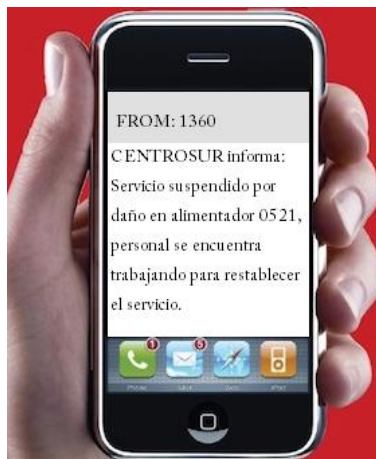 FROM: 1360
CENTROSUR informa:
Servicio suspendido por
daño en alimentador 0521,
personal se encuentra
trabajando para restablecer
el servicio.
1
5